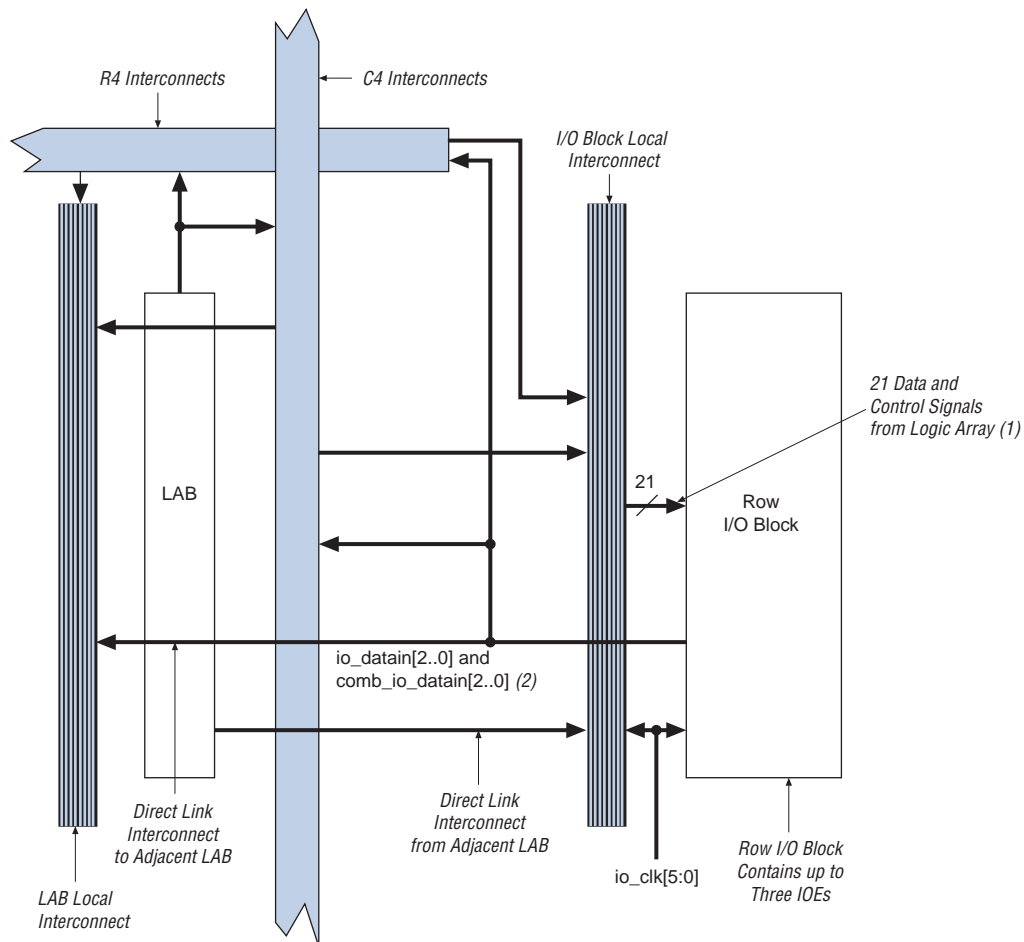 R4 Interconnects
C4 Interconnects
I/O Block Local
Interconnect
21 Data and
Control Signals
from Logic Array (1)
21
LAB
Row
I/O Block
io_datain[2..0] and
comb_io_datain[2..0] (2)
Direct Link
Interconnect
to Adjacent LAB
Direct Link
Interconnect
from Adjacent LAB
Row I/O Block
Contains up to
Three IOEs
io_clk[5:0]
LAB Local
Interconnect